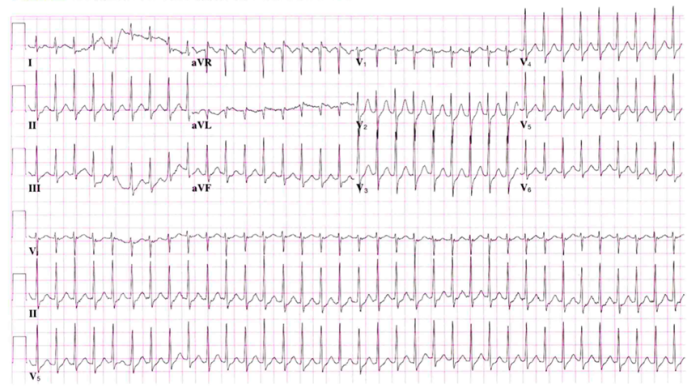 I aVR V₁ V₄
II aVL V₂ V₅
III aVF V₃ V₆
V₁
II
V₅